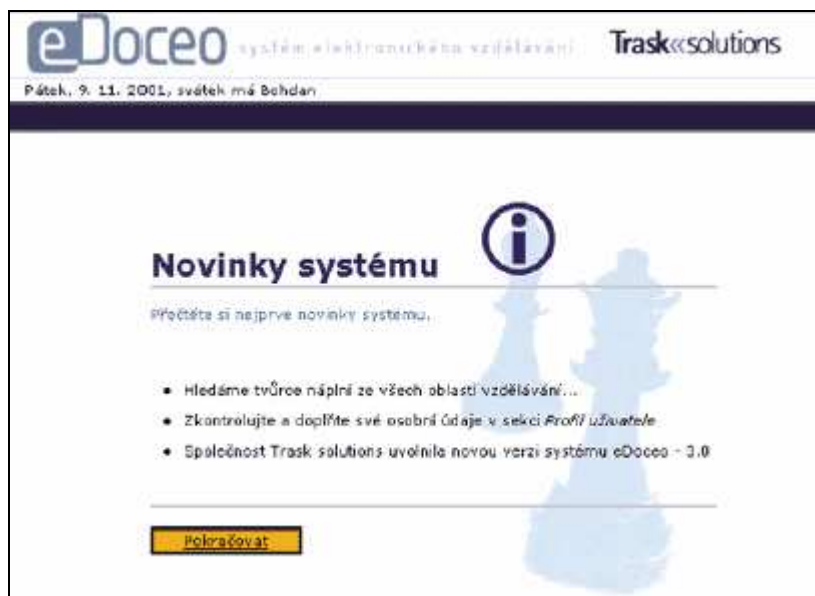 eDoceo systém elektronického vzdělávání Trask«solutions
Pátek, 9. 11. 2001, svátek má Bohdan
Novinky systému
Přečtěte si nejprve novinky systému.
• Hledáme tvůrce náplní ze všech oblastí vzdělávání...
• Zkontrolujte a doplňte své osobní údaje v sekci Profil uživatele
• Společnost Trask solutions uvolnila novou verzi systému eDoceo - 3.0
Pokračovat